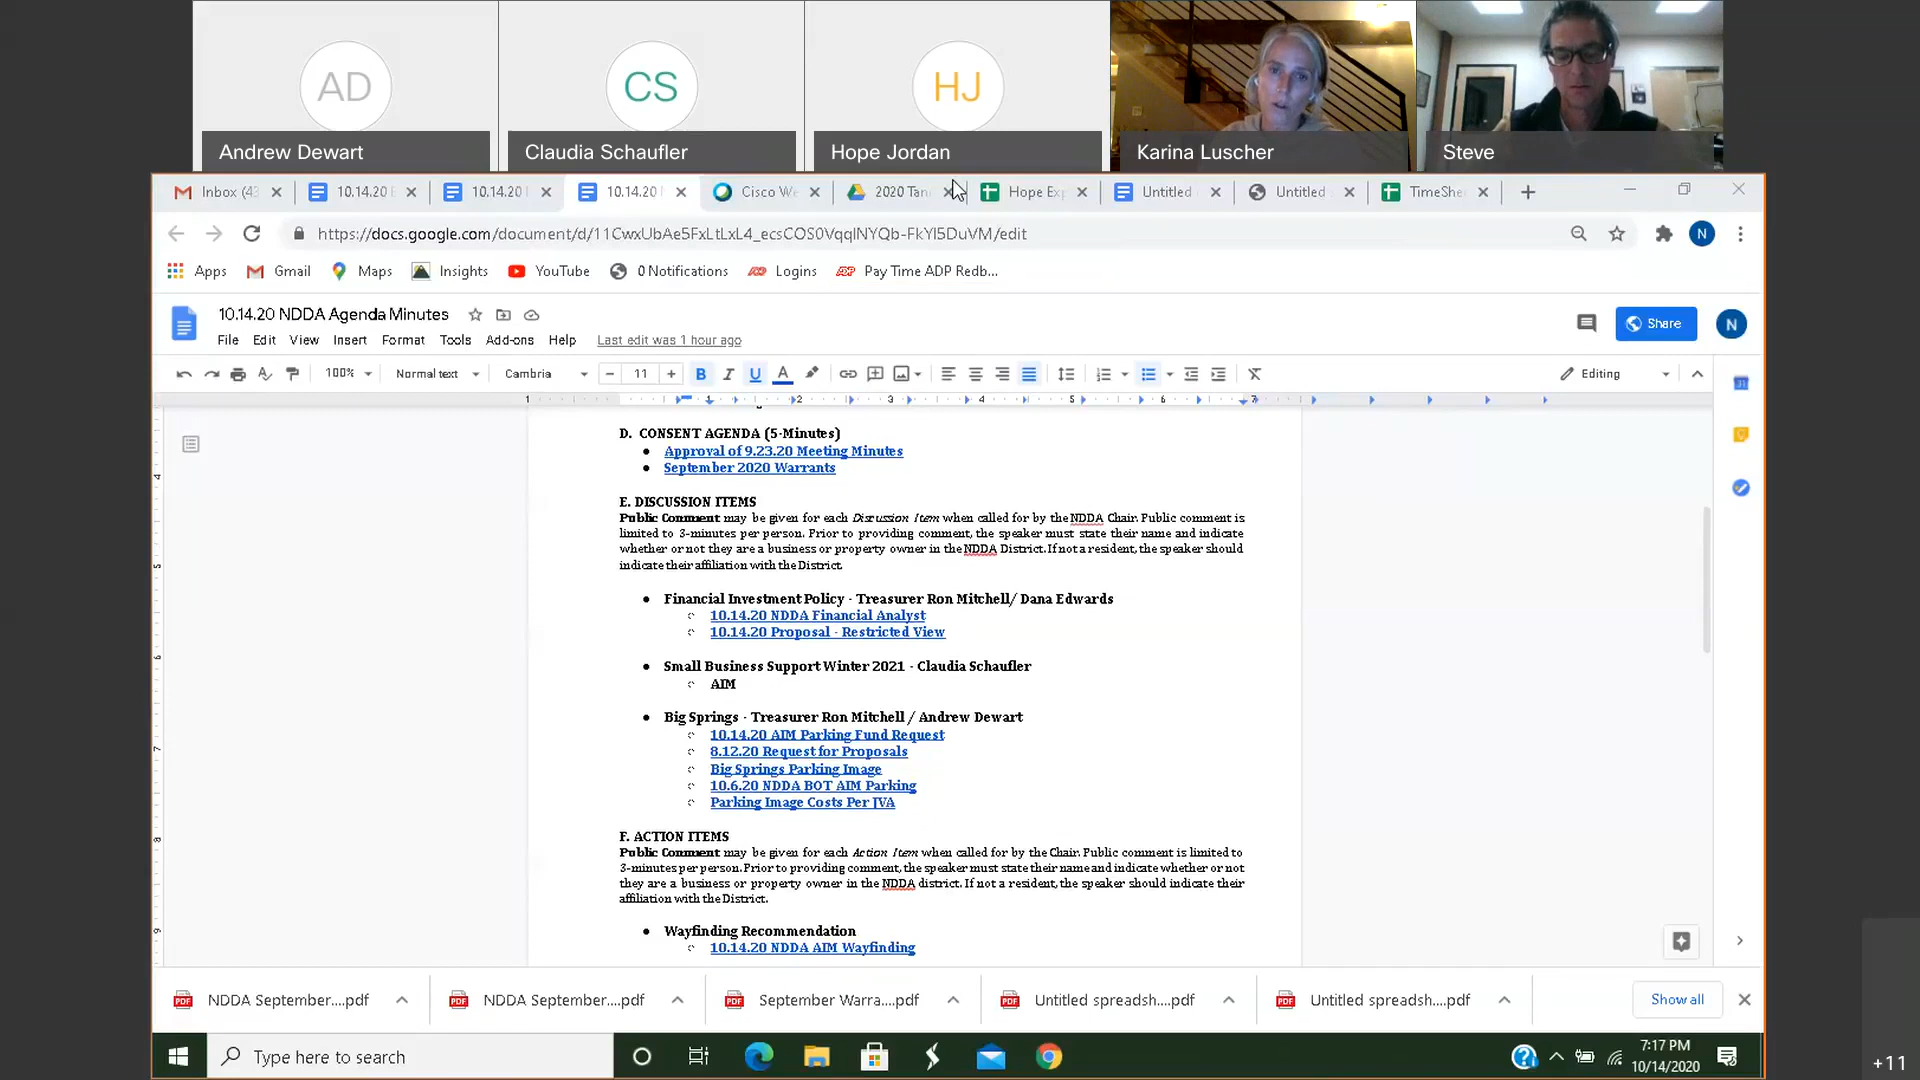 AD
CS
HJ
Andrew Dewart
Claudia Schaufler
Hope Jordan
Karina Luscher
Steve
Inbox (43
10.14.20
10.14.20
10.14.20
Cisco We
2020 Tan
Hope Exp
Untitled
Untitled
TimeShe
https://docs.google.com/document/d/11CwxUbAe5FxLtLxL4_ecsCOS0VqqlNYQb-FkYl5DuVM/edit
N
Apps
Gmail
Maps
Insights
YouTube
0 Notifications
Logins
Pay Time ADP Redb...
10.14.20 NDDA Agenda Minutes
Share
N
File Edit View Insert Format Tools Add-ons Help Last edit was 1 hour ago
100% Normal text Cambria 11 B I U A Editing
1 1 2 3 4 5 6 7
D. CONSENT AGENDA (5-Minutes)
Approval of 9.23.20 Meeting Minutes
September 2020 Warrants
E. DISCUSSION ITEMS
Public Comment may be given for each Discussion Item when called for by the NDDA Chair. Public comment is
limited to 3-minutes per person. Prior to providing comment, the speaker must state their name and indicate
whether or not they are a business or property owner in the NDDA District. If not a resident, the speaker should
indicate their affiliation with the District.
Financial Investment Policy - Treasurer Ron Mitchell/ Dana Edwards
10.14.20 NDDA Financial Analyst
10.14.20 Proposal - Restricted View
Small Business Support Winter 2021 - Claudia Schaufler
AIM
Big Springs - Treasurer Ron Mitchell / Andrew Dewart
10.14.20 AIM Parking Fund Request
8.12.20 Request for Proposals
Big Springs Parking Image
10.6.20 NDDA BOT AIM Parking
Parking Image Costs Per JVA
F. ACTION ITEMS
Public Comment may be given for each Action Item when called for by the Chair. Public comment is limited to
3-minutes per person. Prior to providing comment, the speaker must state their name and indicate whether or not
they are a business or property owner in the NDDA district. If not a resident, the speaker should indicate their
affiliation with the District.
Wayfinding Recommendation
10.14.20 NDDA AIM Wayfinding
4
5
6
7
8
9
NDDA September....pdf
NDDA September....pdf
September Warra....pdf
Untitled spreadsh....pdf
Untitled spreadsh....pdf
Show all
Type here to search
7:17 PM
10/14/2020
+11